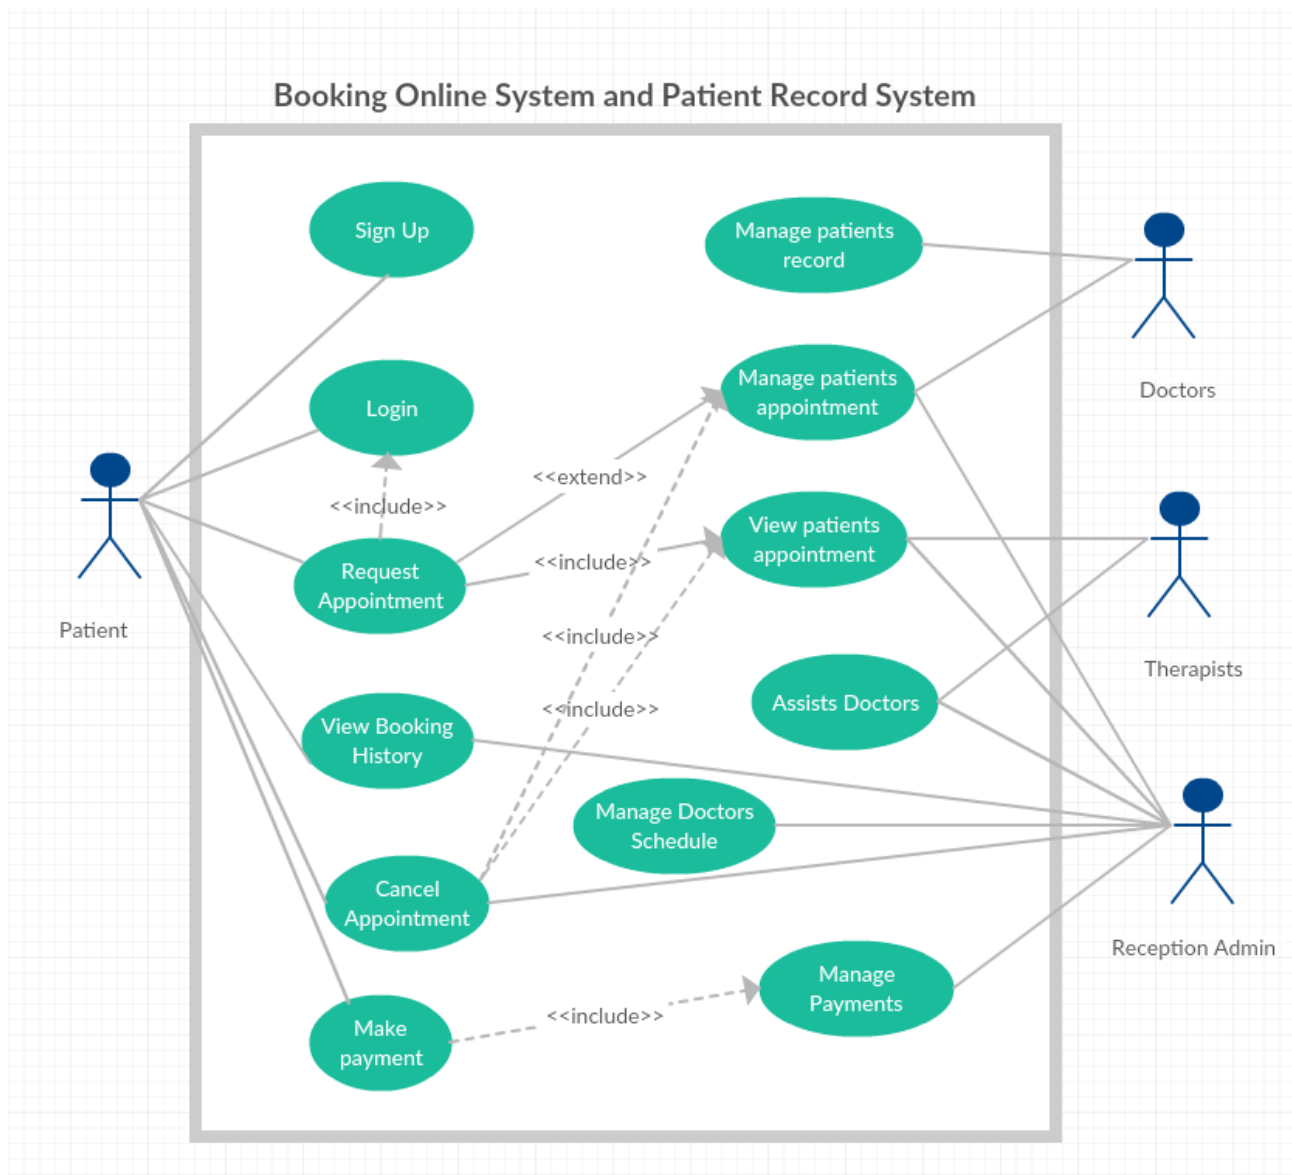 Booking Online System and Patient Record System
Sign Up
Manage patients
record
Doctors
Login
Manage patients
appointment
<<extend>>
<<include>>
View patients
appointment
<<include>>
Request
Appointment
Patient
<<include>>
Therapists
Assists Doctors
<<include>>
View Booking
History
Manage Doctors
Schedule
Cancel
Appointment
Reception Admin
Manage
Payments
<<include>>
Make
payment